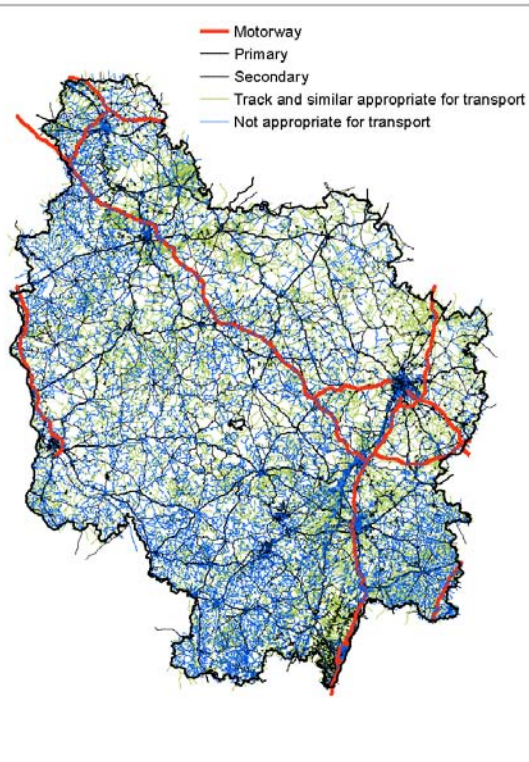 Motorway
Primary
Secondary
Track and similar appropriate for transport
Not appropriate for transport